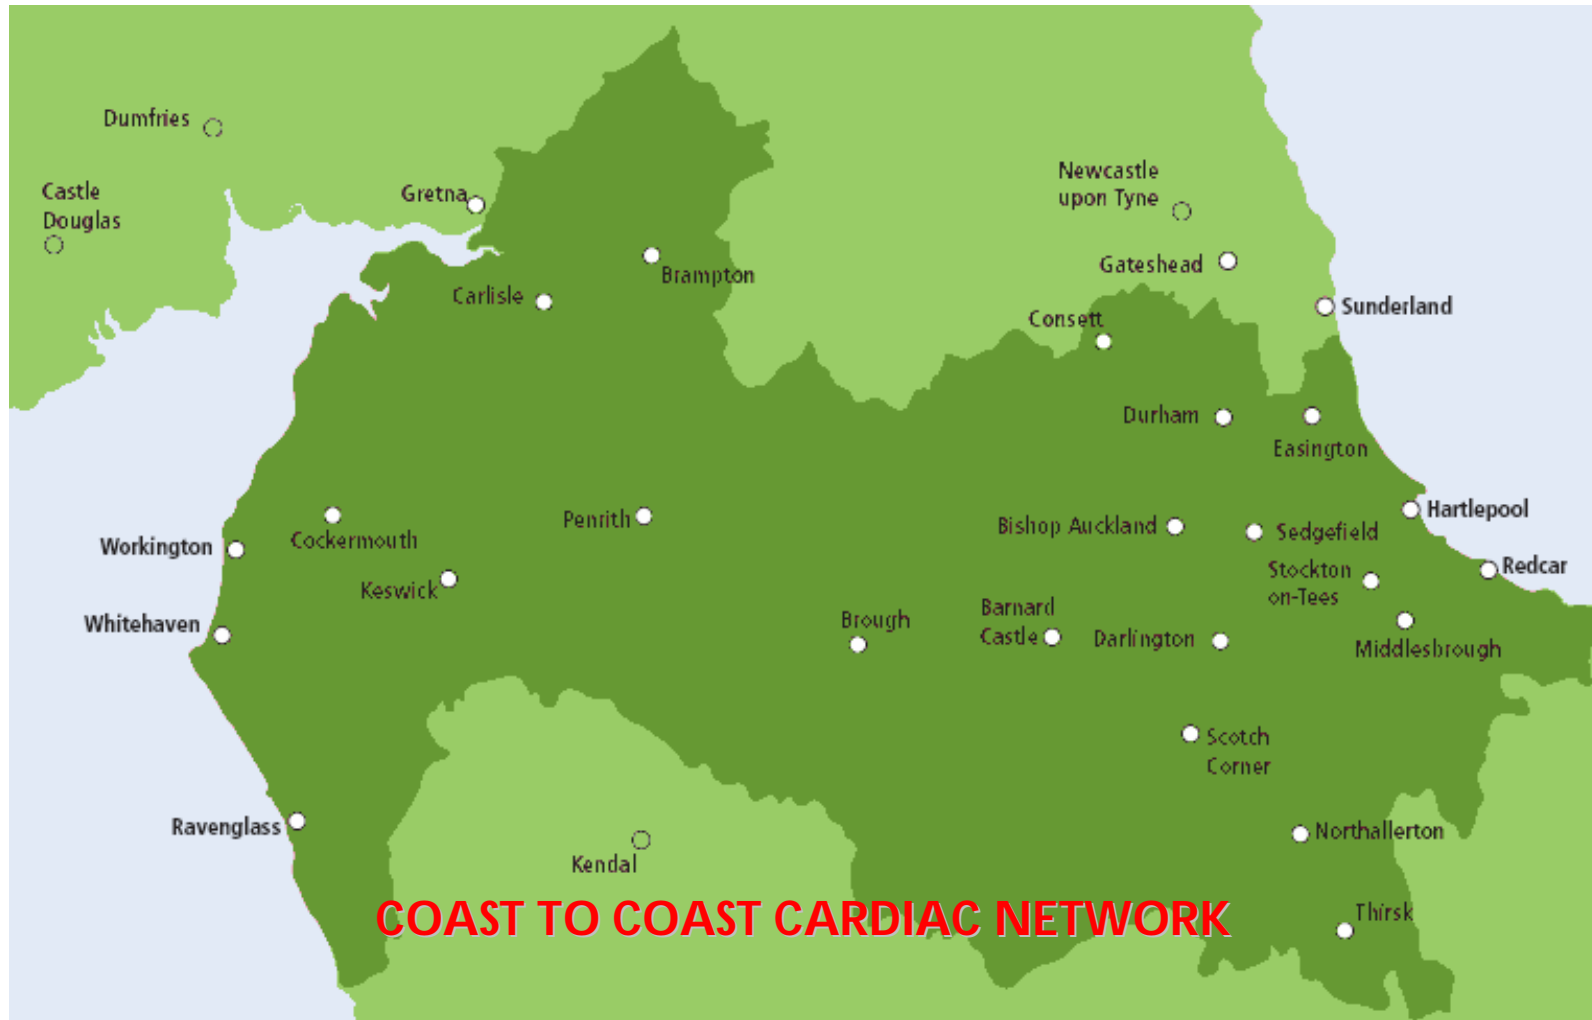 Dumfries
Castle
Douglas
Gretna
Newcastle
upon Tyne
Gateshead
Brampton
Carlisle
Sunderland
Consett
Durham
Easington
Hartlepool
Penrith
Bishop Auckland
Sedgefield
Cockermouth
Workington
Stockton
on-Tees
Redcar
Keswick
Whitehaven
Brough
Barnard
Castle
Darlington
Middlesbrough
Scotch
Corner
Ravenglass
Northallerton
Kendal
COAST TO COAST CARDIAC NETWORK
Thirsk